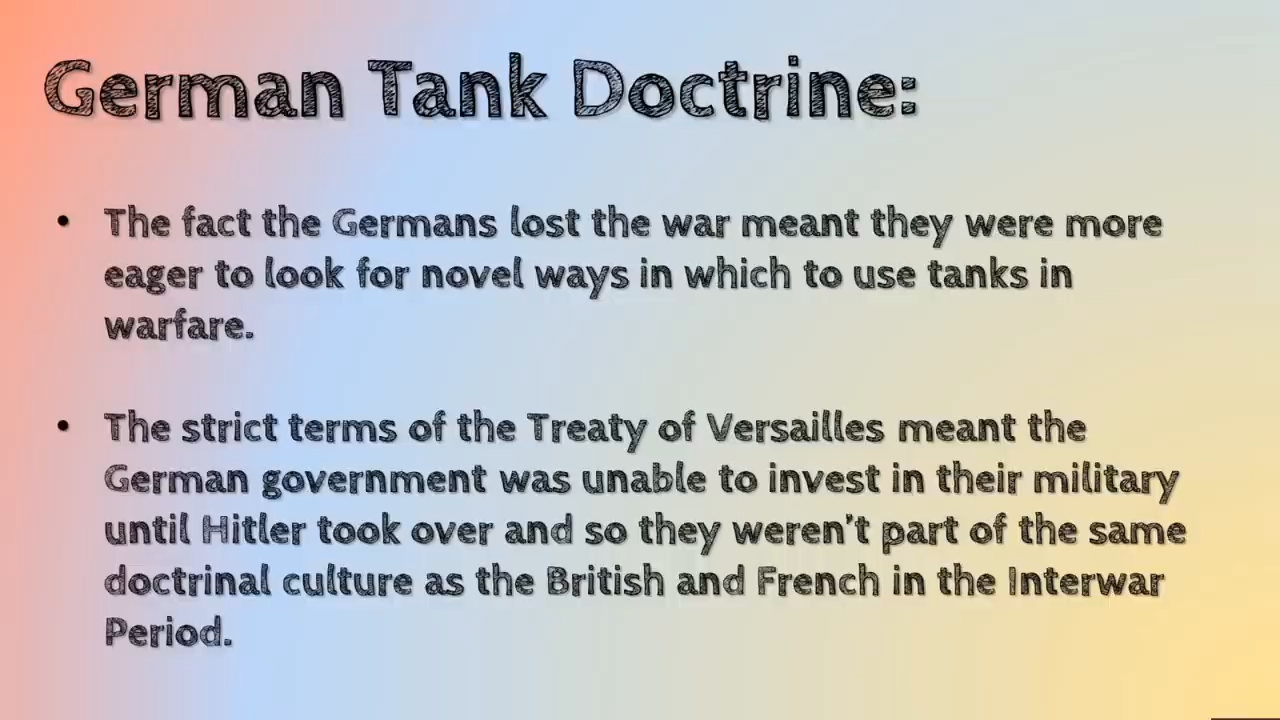 German Tank Doctrine:
• The fact the Germans lost the war meant they were more
eager to look for novel ways in which to use tanks in
warfare.
• The strict terms of the Treaty of Versailles meant the
German government was unable to invest in their military
until Hitler took over and so they weren't part of the same
doctrinal culture as the British and French in the Interwar
Period.